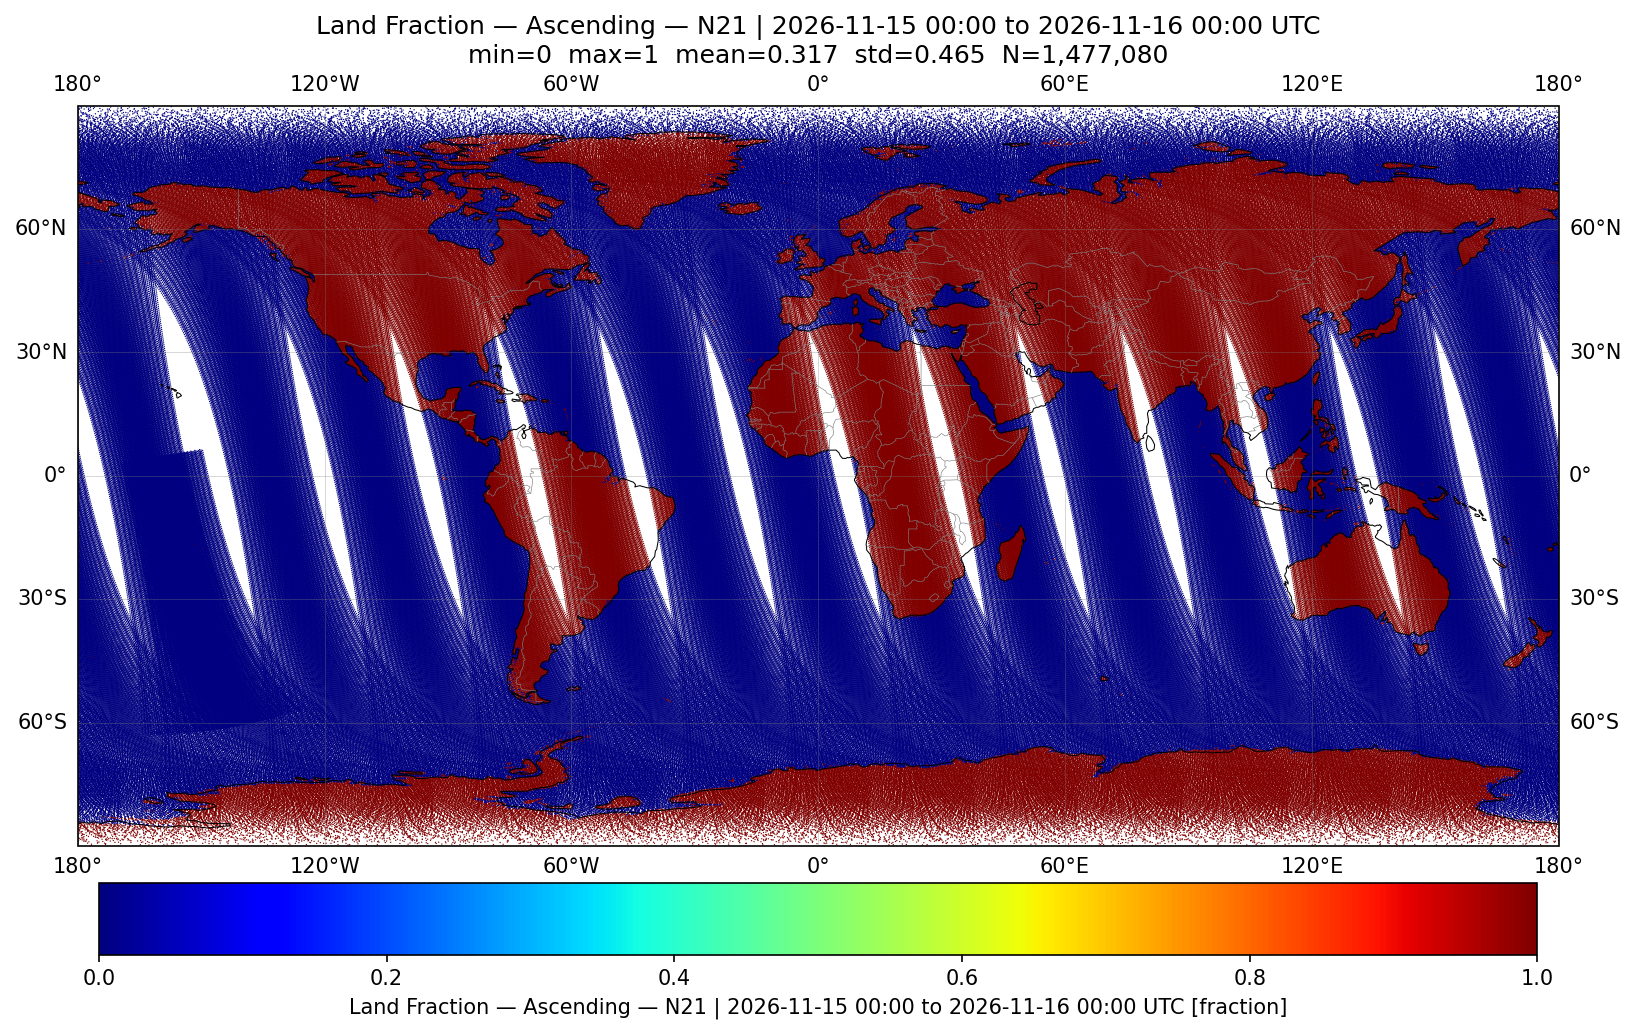 Land Fraction — Ascending — N21 | 2026-11-15 00:00 to 2026-11-16 00:00 UTC
min=0  max=1  mean=0.317  std=0.465  N=1,477,080
180° 120°W 60°W 0° 60°E 120°E 180°
60°N 60°N
30°N 30°N
0° 0°
30°S 30°S
60°S 60°S
180° 120°W 60°W 0° 60°E 120°E 180°
0.0 0.2 0.4 0.6 0.8 1.0
Land Fraction — Ascending — N21 | 2026-11-15 00:00 to 2026-11-16 00:00 UTC [fraction]